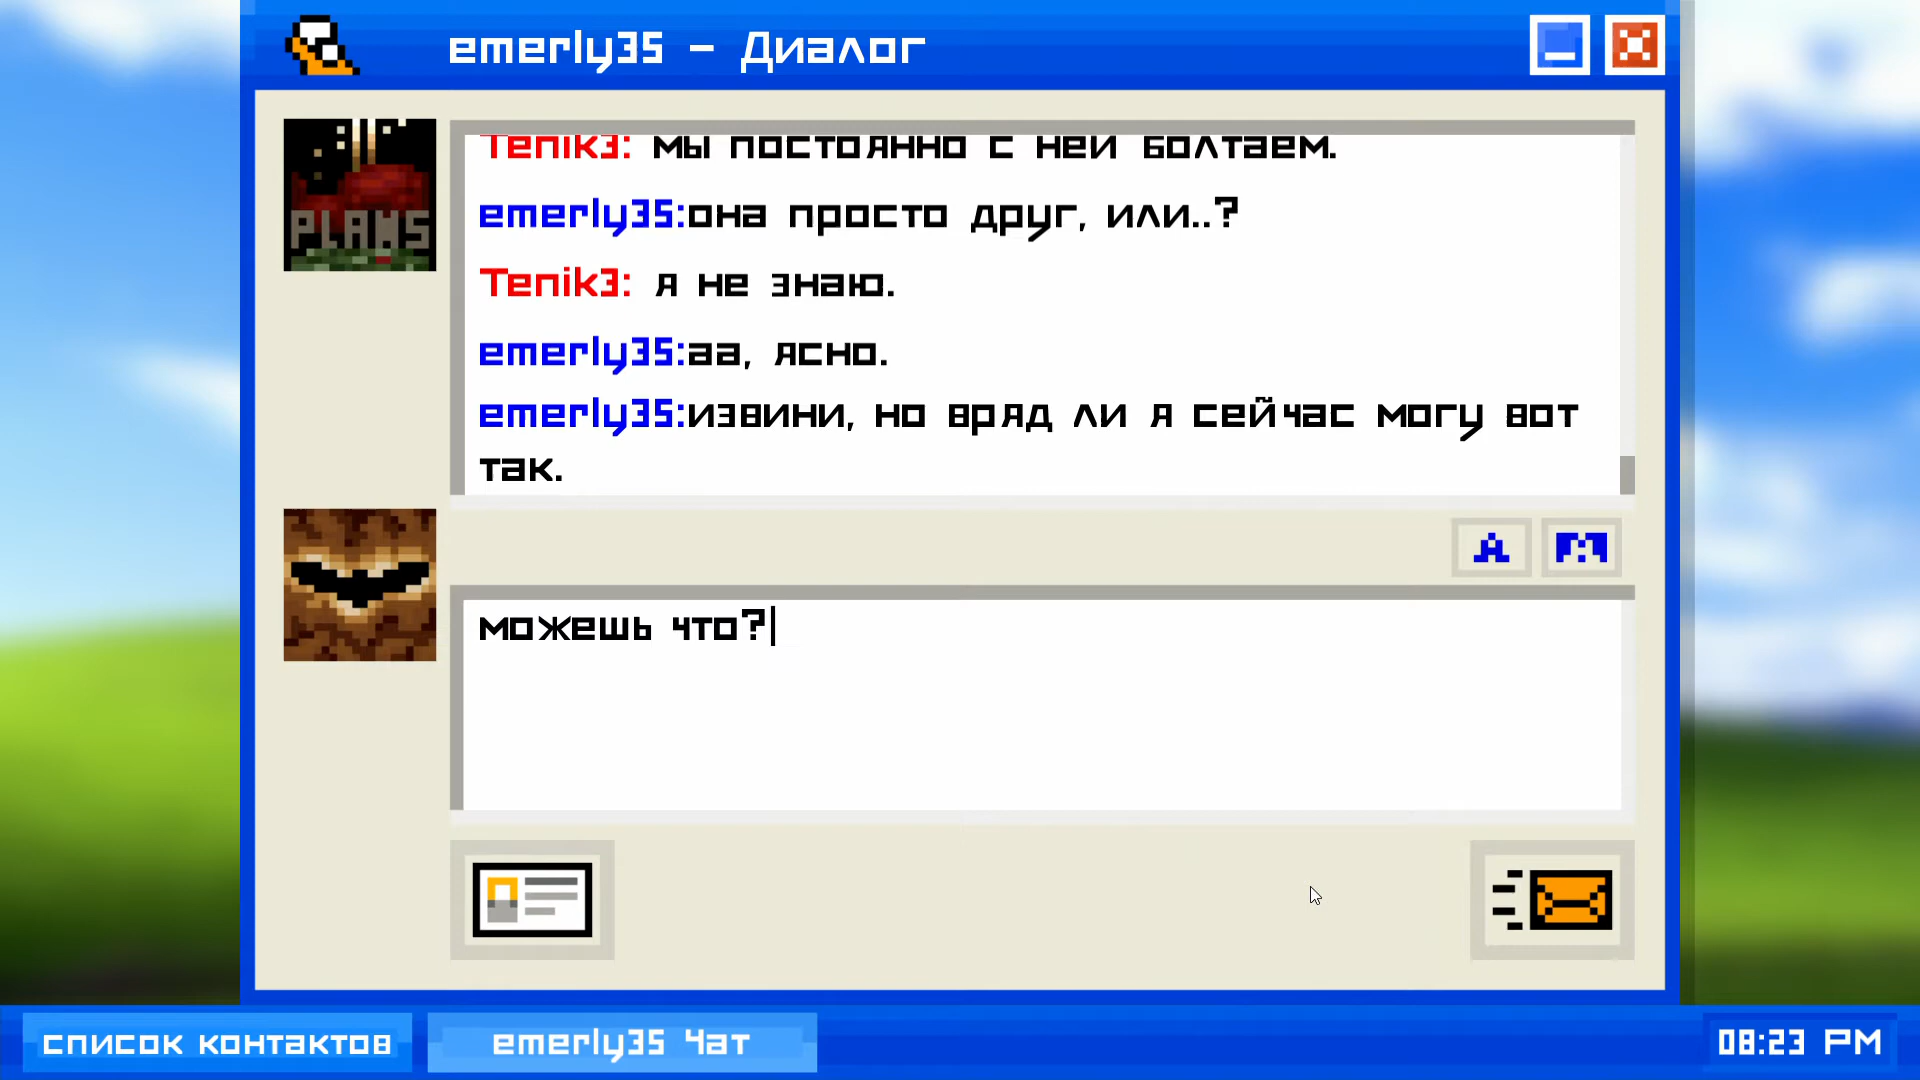 emerly35 - Диалог
PLAWS
Tenik3: мы постоянно с ней болтаем.
emerly35:она просто друг, или..?
Tenik3: я не знаю.
emerly35:аа, ясно.
emerly35:извини, но вряд ли я сейчас могу вот
так.
А
можешь что?
список контактов
emerly35 Чат
08:23 PM